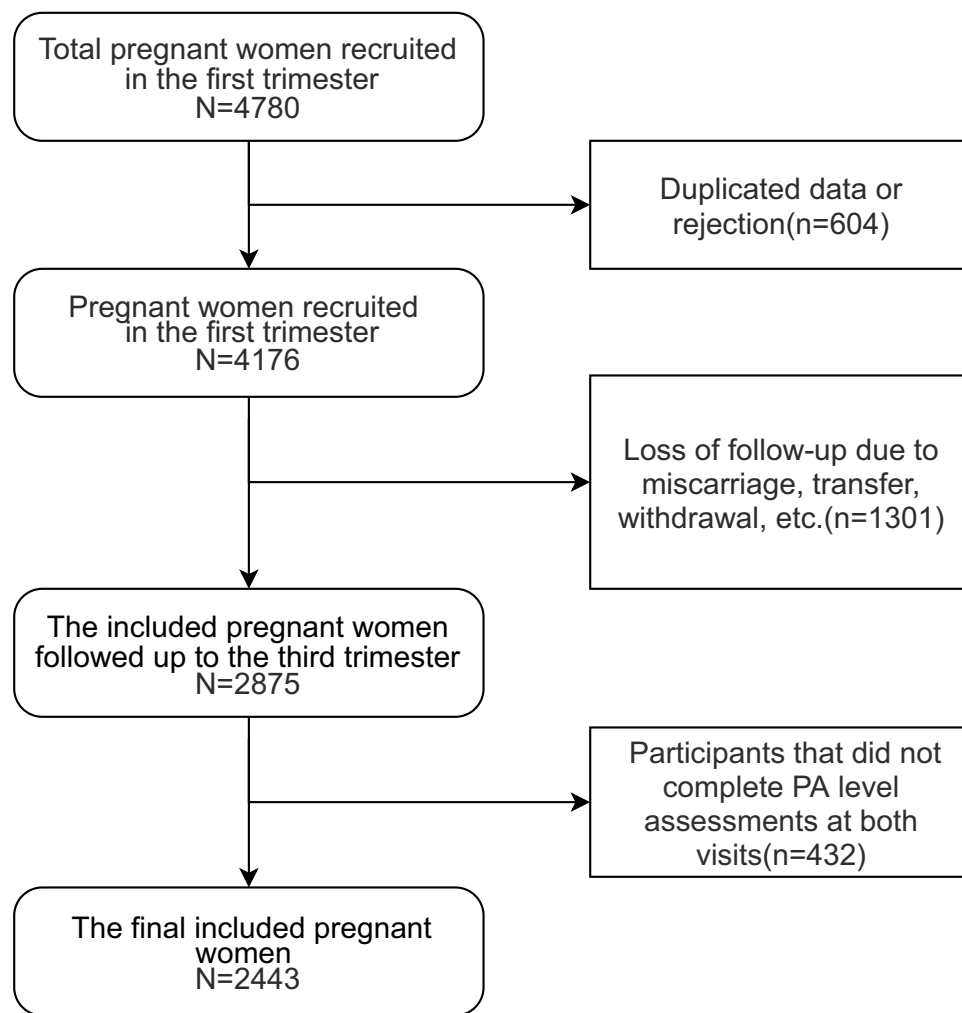 Total pregnant women recruited
in the first trimester
N=4780
Duplicated data or
rejection(n=604)
Pregnant women recruited
in the first trimester
N=4176
Loss of follow-up due to
miscarriage, transfer,
withdrawal, etc.(n=1301)
The included pregnant women
followed up to the third trimester
N=2875
Participants that did not
complete PA level
assessments at both
visits(n=432)
The final included pregnant
women
N=2443